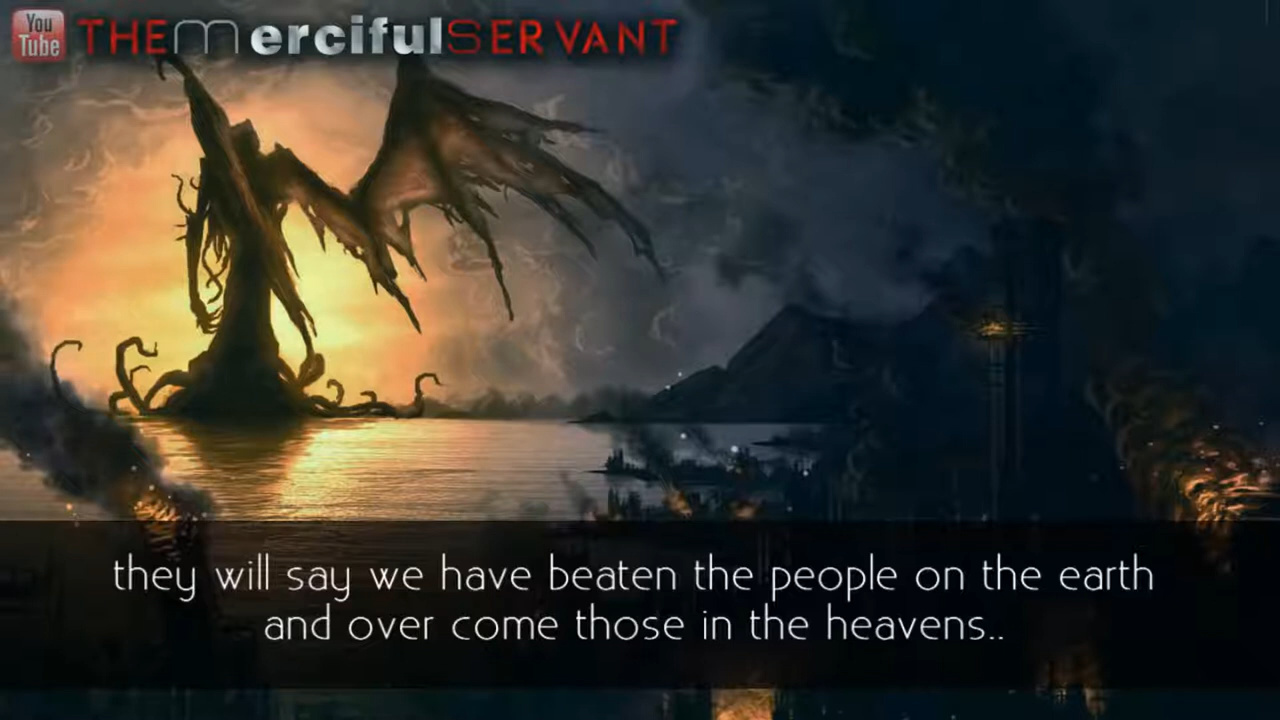 You
Tube
THEMercifulSERVANT
they will say we have beaten the people on the earth
and over come those in the heavens..